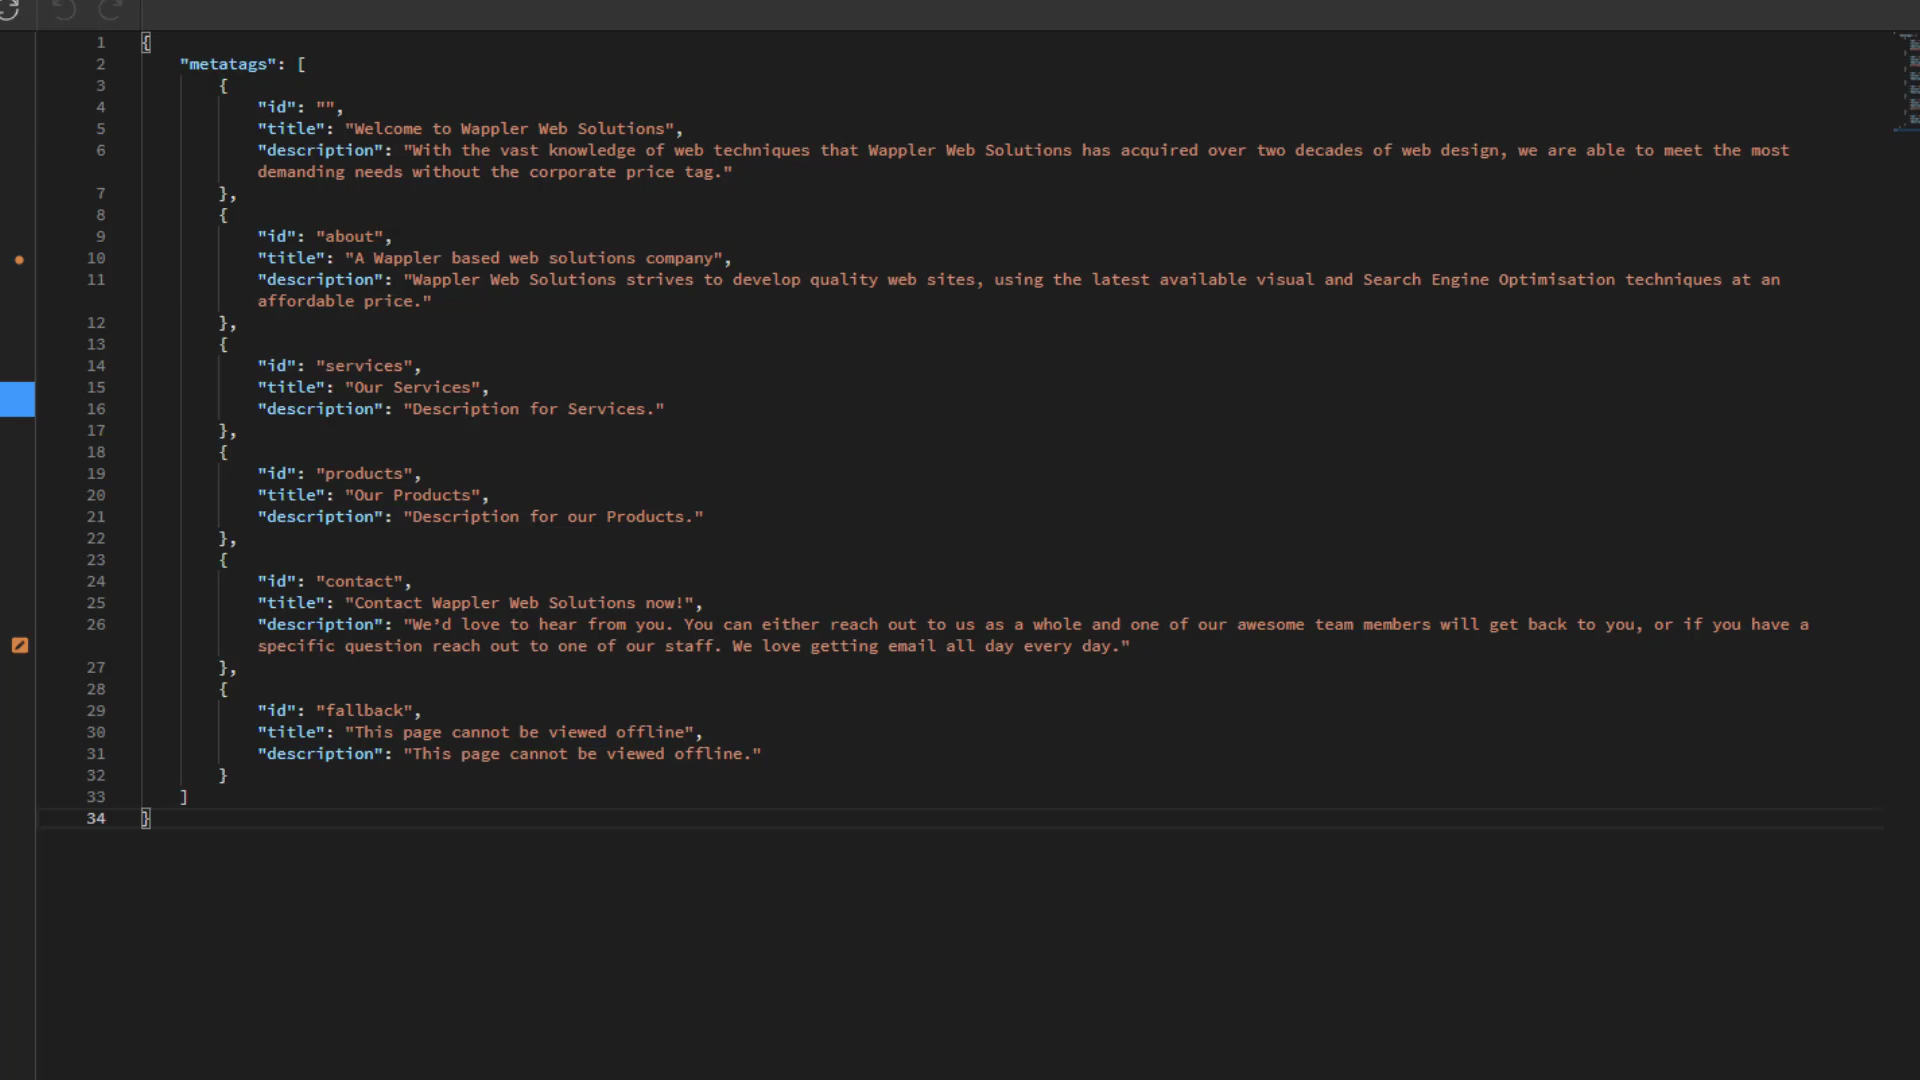 1 {
2 "metatags": [
3 {
4 "id": "",
5 "title": "Welcome to Wappler Web Solutions",
6 "description": "With the vast knowledge of web techniques that Wappler Web Solutions has acquired over two decades of web design, we are able to meet the most
demanding needs without the corporate price tag."
7 },
8 {
9 "id": "about",
10 "title": "A Wappler based web solutions company",
11 "description": "Wappler Web Solutions strives to develop quality web sites, using the latest available visual and Search Engine Optimisation techniques at an
affordable price."
12 },
13 {
14 "id": "services",
15 "title": "Our Services",
16 "description": "Description for Services."
17 },
18 {
19 "id": "products",
20 "title": "Our Products",
21 "description": "Description for our Products."
22 },
23 {
24 "id": "contact",
25 "title": "Contact Wappler Web Solutions now!",
26 "description": "We’d love to hear from you. You can either reach out to us as a whole and one of our awesome team members will get back to you, or if you have a
specific question reach out to one of our staff. We love getting email all day every day."
27 },
28 {
29 "id": "fallback",
30 "title": "This page cannot be viewed offline",
31 "description": "This page cannot be viewed offline."
32 }
33 ]
34 }